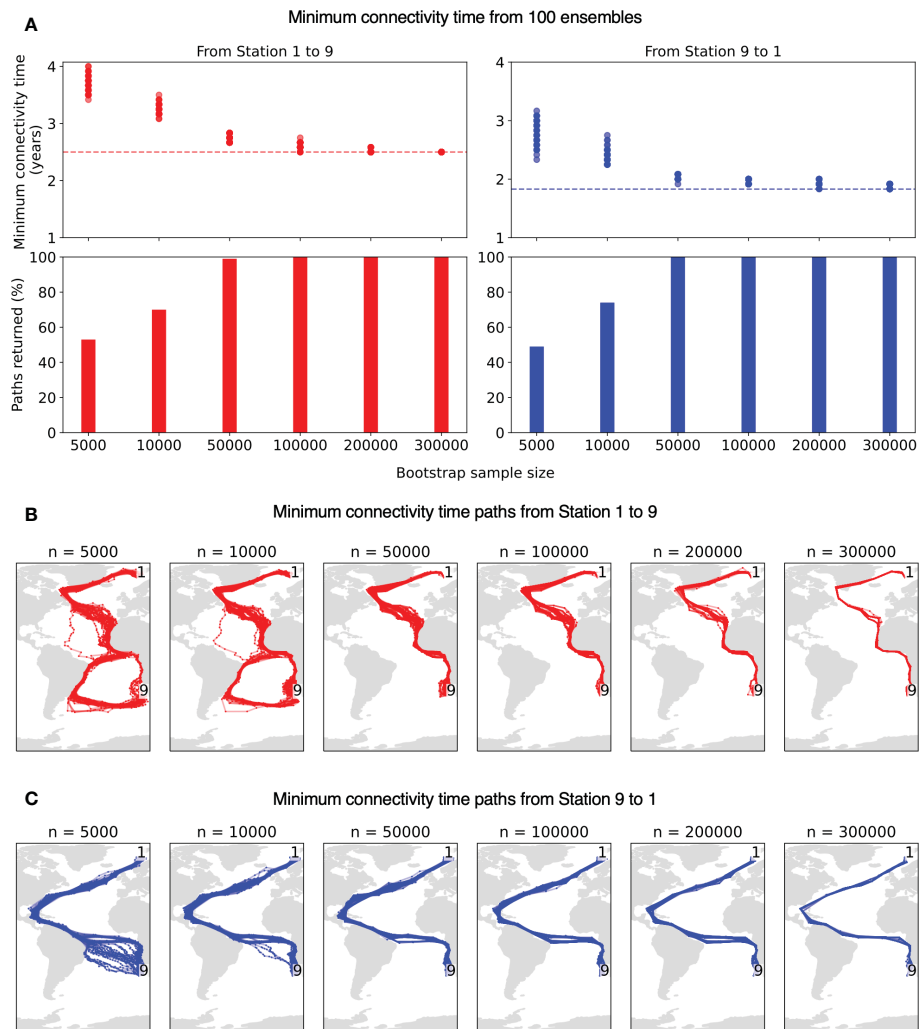 A
Minimum connectivity time from 100 ensembles
From Station 1 to 9
From Station 9 to 1
Minimum connectivity time
(years)
4
3
2
1
4
3
2
1
Paths returned (%)
100
80
60
40
20
0
100
80
60
40
20
0
5000 10000 50000 100000 200000 300000
5000 10000 50000 100000 200000 300000
Bootstrap sample size
B
Minimum connectivity time paths from Station 1 to 9
n = 5000 n = 10000 n = 50000 n = 100000 n = 200000 n = 300000
1 1 1 1 1 1
9 9 9 9 9 9
C
Minimum connectivity time paths from Station 9 to 1
n = 5000 n = 10000 n = 50000 n = 100000 n = 200000 n = 300000
1 1 1 1 1 1
9 9 9 9 9 9